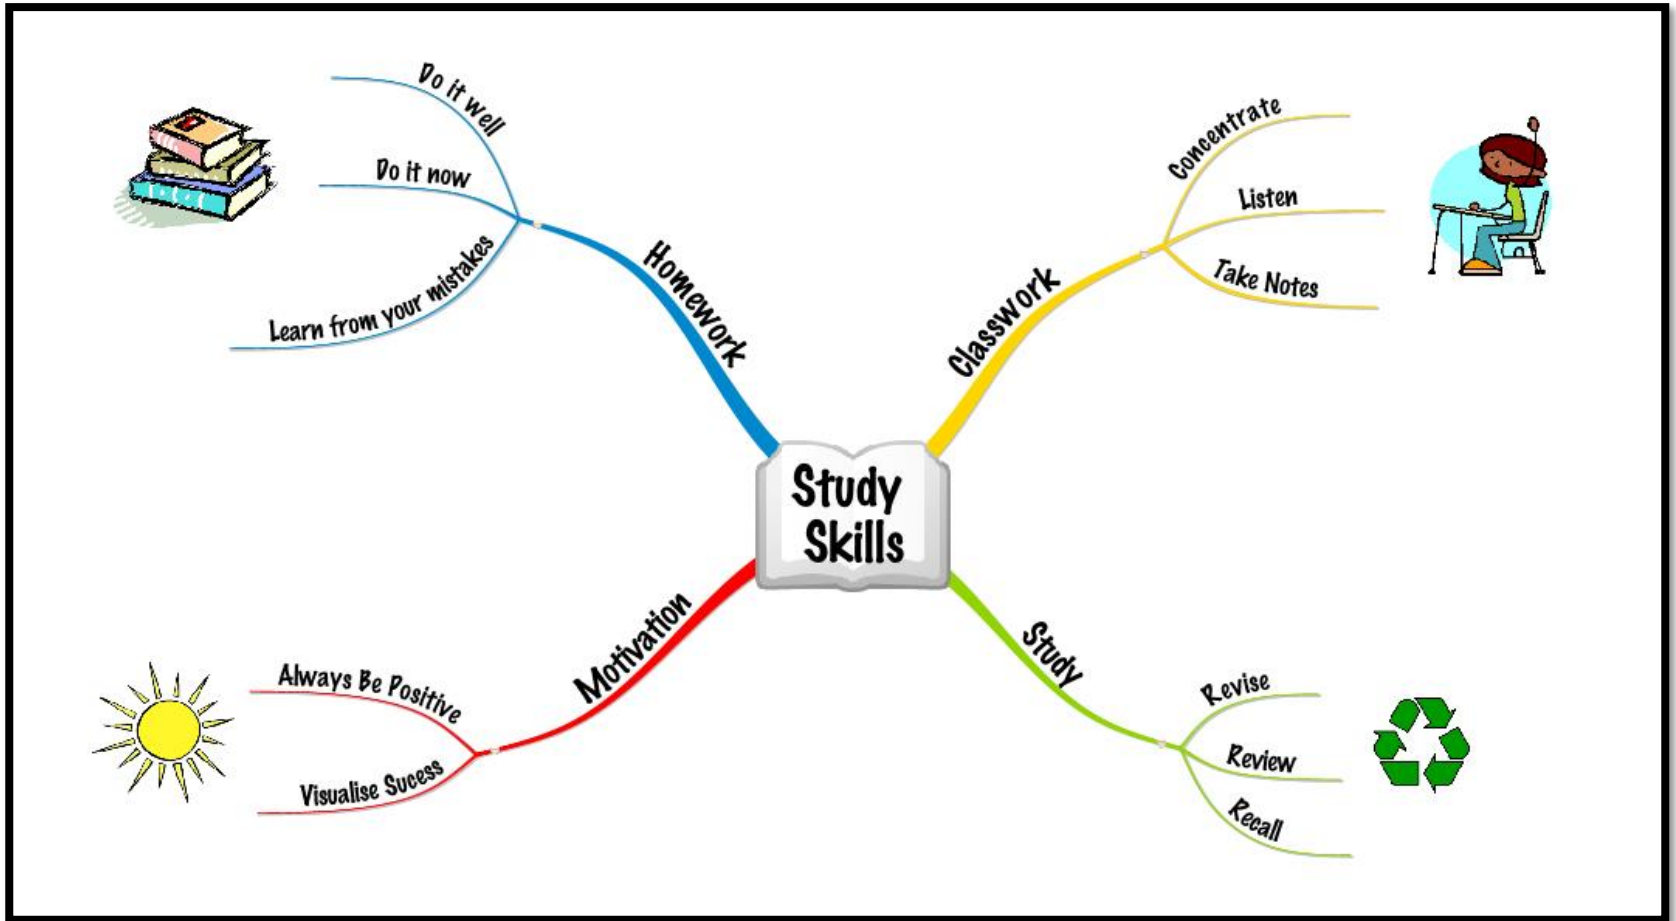 Study
Skills
Homework
Do it well
Do it now
Learn from your mistakes
Classwork
Concentrate
Listen
Take Notes
Motivation
Always Be Positive
Visualise Sucess
Study
Revise
Review
Recall